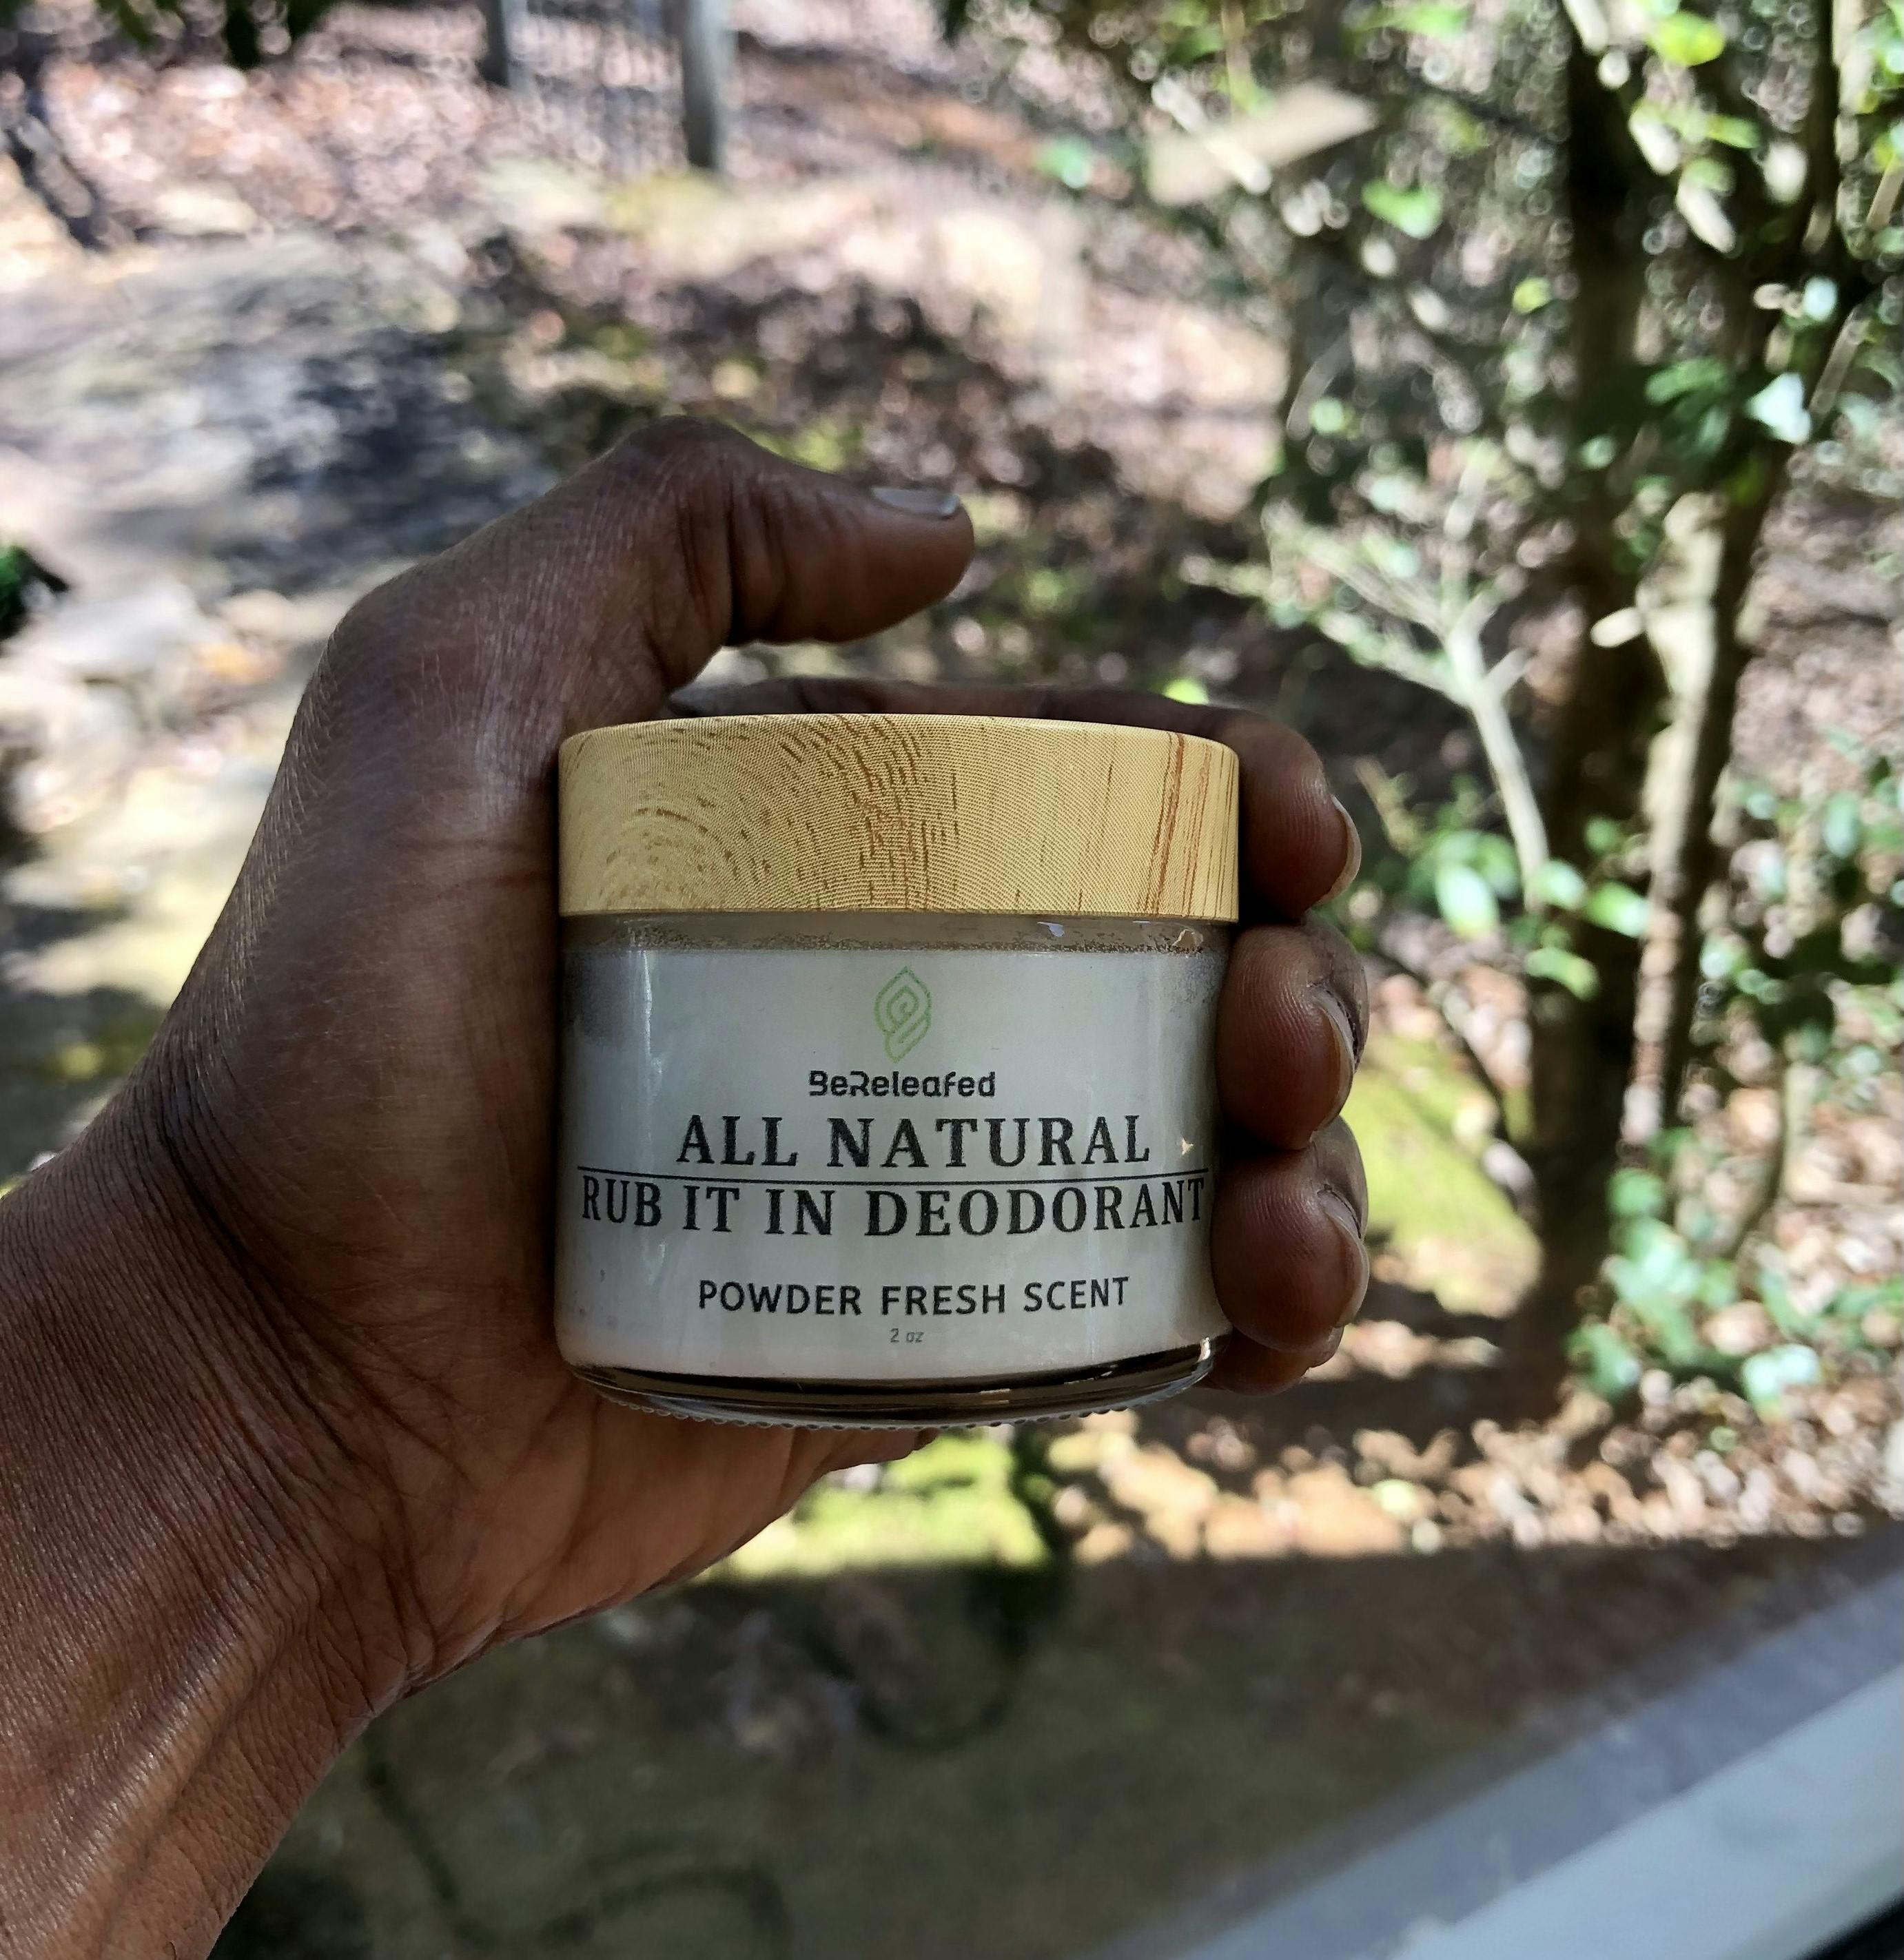 BeReleafed
ALL NATURAL
RUB IT IN DEODORANT
POWDER FRESH SCENT
2 oz